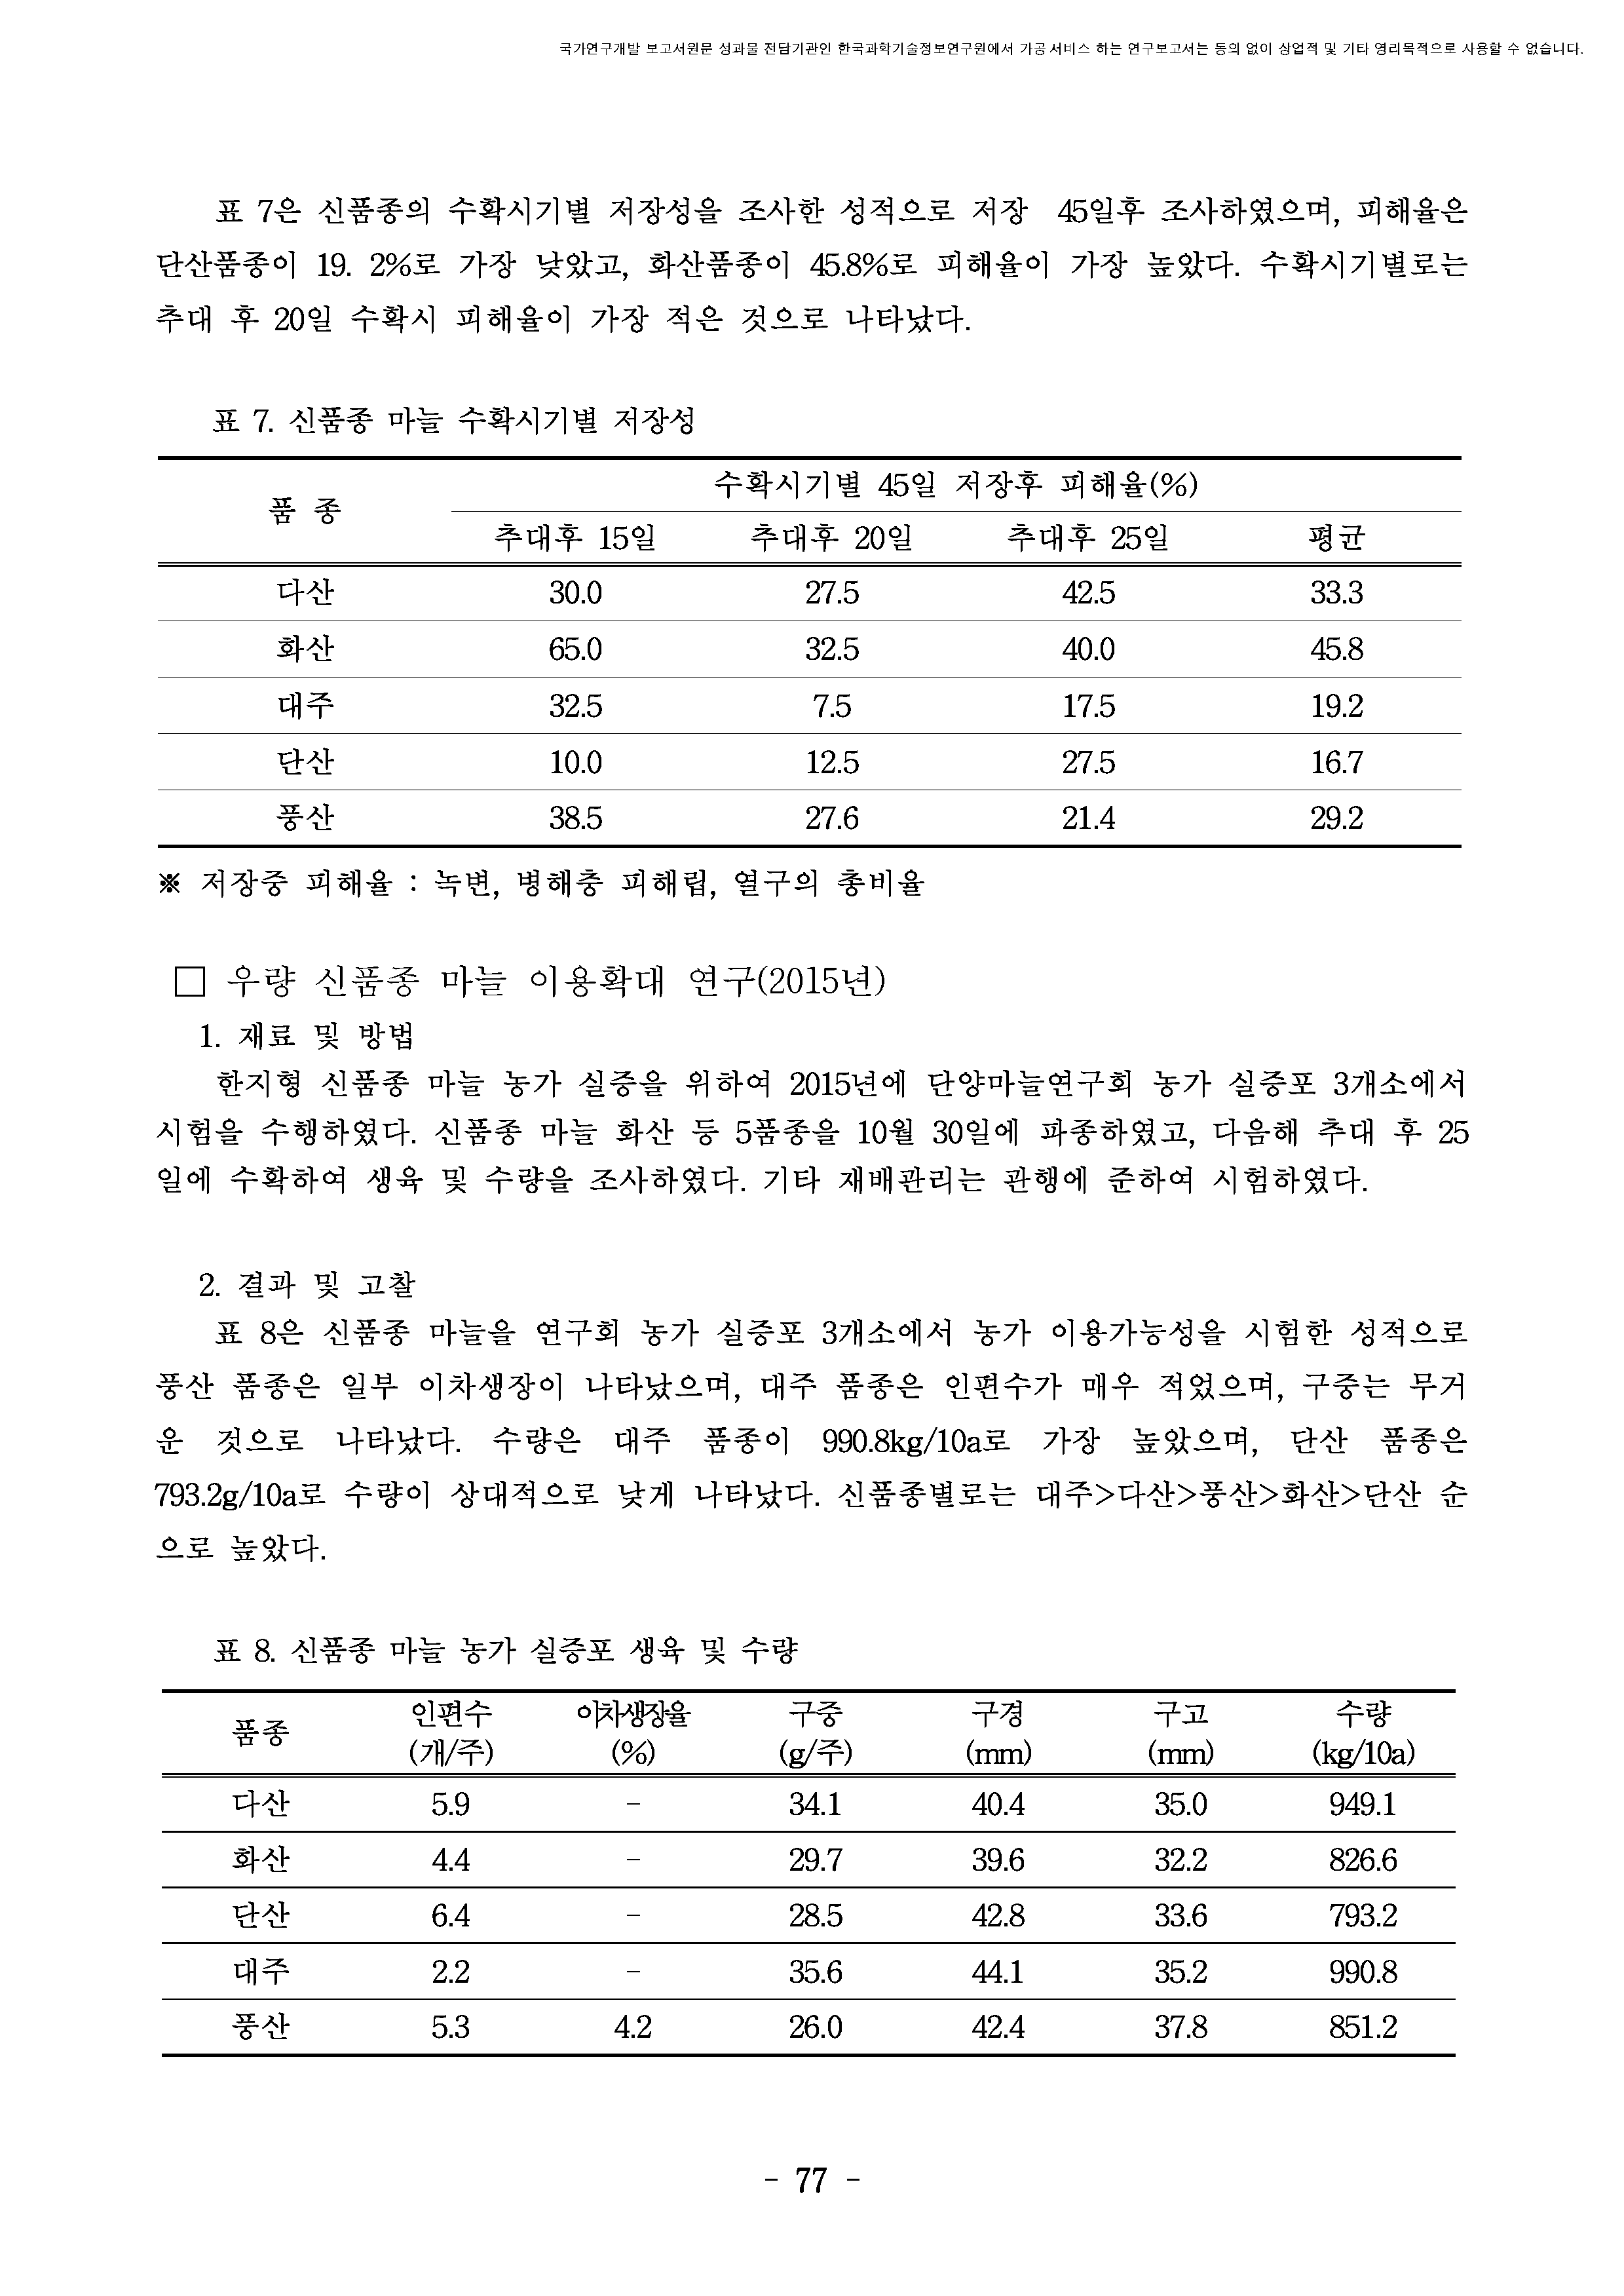 국가연구개발 보고서원문 성과물 전담기관인 한국과학기술정보연구원에서 가공·서비스 하는 연구보고서는 동의 없이 상업적 및 기타 영리목적으로 사용할 수 없습니다.
표 7은 신품종의 수확시기별 저장성을 조사한 성적으로 저장 45일후 조사하였으며, 피해율은
단산품종이 19. 2%로 가장 낮았고, 화산품종이 45.8%로 피해율이 가장 높았다. 수확시기별로는
추대 후 20일 수확시 피해율이 가장 적은 것으로 나타났다.
표 7. 신품종 마늘 수확시기별 저장성
품 종 수확시기별 45일 저장후 피해율(%)
추대후 15일 추대후 20일 추대후 25일 평균
다산 30.0 27.5 42.5 33.3
화산 65.0 32.5 40.0 45.8
대주 32.5 7.5 17.5 19.2
단산 10.0 12.5 27.5 16.7
풍산 38.5 27.6 21.4 29.2
※ 저장중 피해율 : 녹변, 병해충 피해립, 열구의 총비율
□ 우량 신품종 마늘 이용확대 연구(2015년)
1. 재료 및 방법
한지형 신품종 마늘 농가 실증을 위하여 2015년에 단양마늘연구회 농가 실증포 3개소에서
시험을 수행하였다. 신품종 마늘 화산 등 5품종을 10월 30일에 파종하였고, 다음해 추대 후 25
일에 수확하여 생육 및 수량을 조사하였다. 기타 재배관리는 관행에 준하여 시험하였다.
2. 결과 및 고찰
표 8은 신품종 마늘을 연구회 농가 실증포 3개소에서 농가 이용가능성을 시험한 성적으로
풍산 품종은 일부 이차생장이 나타났으며, 대주 품종은 인편수가 매우 적었으며, 구중는 무거
운 것으로 나타났다. 수량은 대주 품종이 990.8kg/10a로 가장 높았으며, 단산 품종은
793.2g/10a로 수량이 상대적으로 낮게 나타났다. 신품종별로는 대주>다산>풍산>화산>단산 순
으로 높았다.
표 8. 신품종 마늘 농가 실증포 생육 및 수량
품종 인편수 이차생장율 구중 구경 구고 수량
(개/주) (%) (g/주) (mm) (mm) (kg/10a)
다산 5.9 - 34.1 40.4 35.0 949.1
화산 4.4 - 29.7 39.6 32.2 826.6
단산 6.4 - 28.5 42.8 33.6 793.2
대주 2.2 - 35.6 44.1 35.2 990.8
풍산 5.3 4.2 26.0 42.4 37.8 851.2
- 77 -